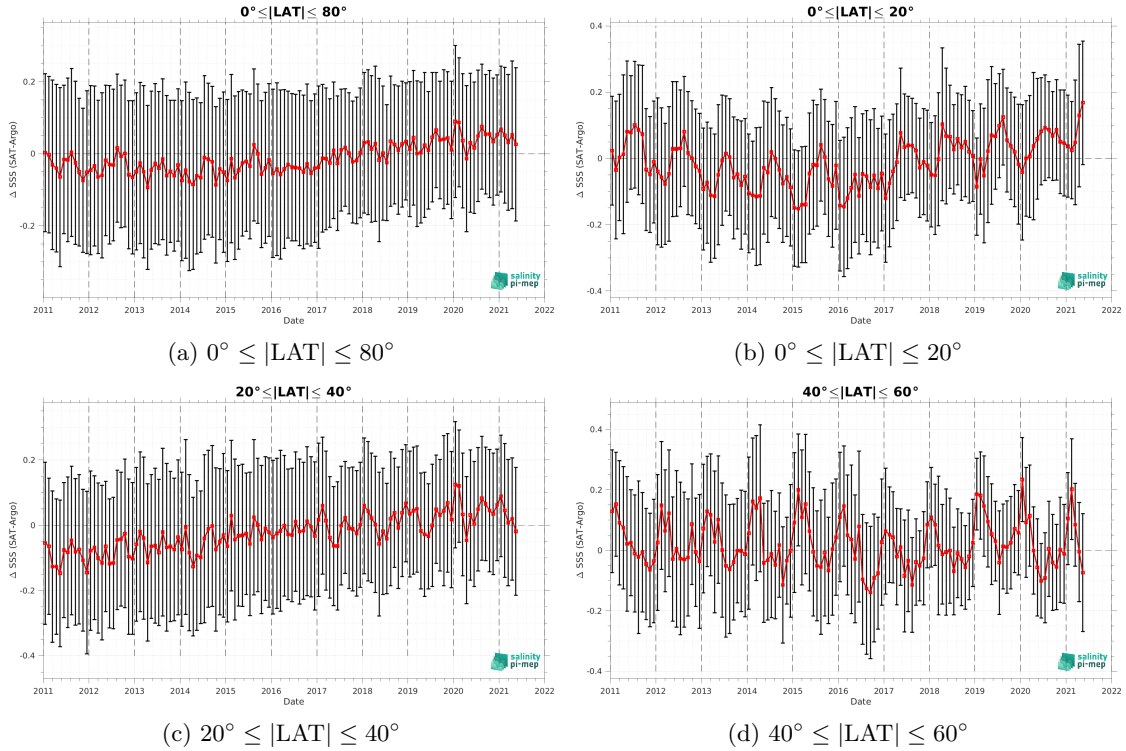 0°≤|LAT|≤ 80°
Δ SSS (SAT-Argo)
0.2
0
-0.2
2011 2012 2013 2014 2015 2016 2017 2018 2019 2020 2021 2022
Date
salinity
pi-mep
(a) 0° ≤ |LAT| ≤ 80°
0°≤|LAT|≤ 20°
Δ SSS (SAT-Argo)
0.4
0.2
0
-0.2
-0.4
2011 2012 2013 2014 2015 2016 2017 2018 2019 2020 2021 2022
Date
salinity
pi-mep
(b) 0° ≤ |LAT| ≤ 20°
20°≤|LAT|≤ 40°
Δ SSS (SAT-Argo)
0.2
0
-0.2
-0.4
2011 2012 2013 2014 2015 2016 2017 2018 2019 2020 2021 2022
Date
salinity
pi-mep
(c) 20° ≤ |LAT| ≤ 40°
40°≤|LAT|≤ 60°
Δ SSS (SAT-Argo)
0.4
0.2
0
-0.2
-0.4
2011 2012 2013 2014 2015 2016 2017 2018 2019 2020 2021 2022
Date
salinity
pi-mep
(d) 40° ≤ |LAT| ≤ 60°